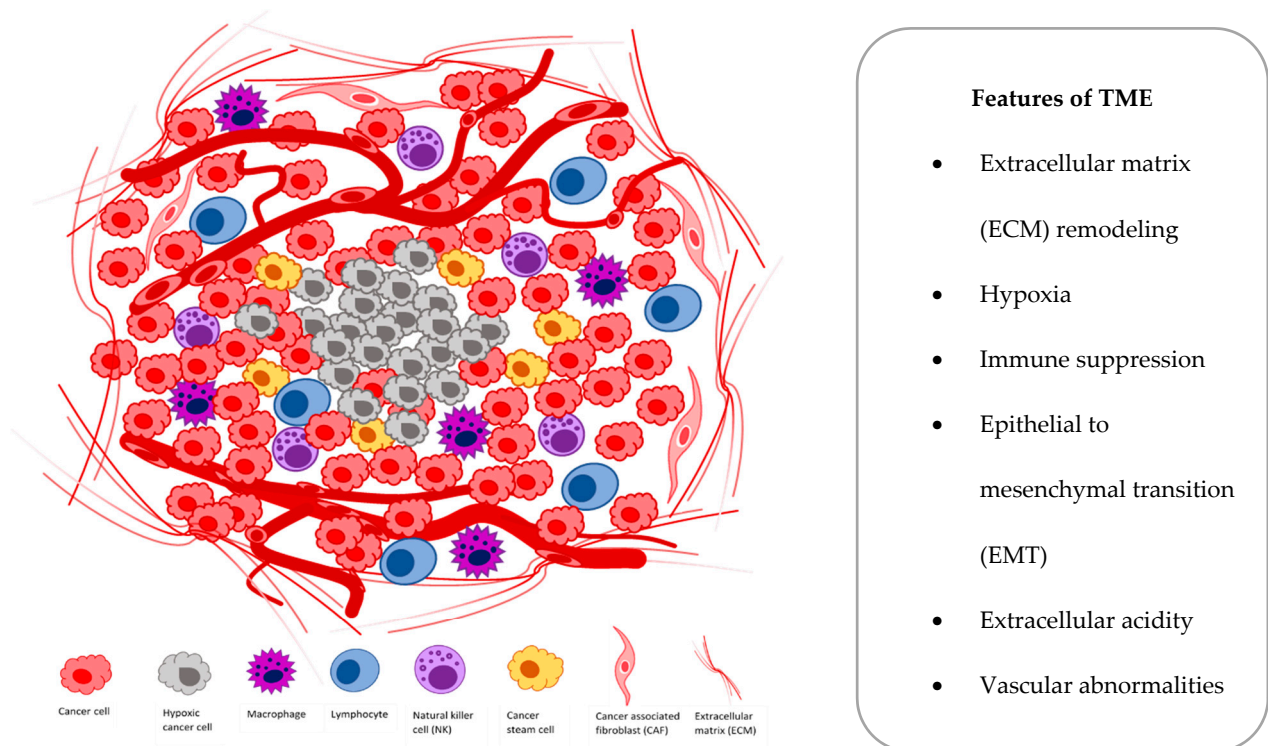 Features of TME
• Extracellular matrix
(ECM) remodeling
• Hypoxia
• Immune suppression
• Epithelial to
mesenchymal transition
(EMT)
• Extracellular acidity
• Vascular abnormalities
Cancer cell
Hypoxic
cancer cell
Macrophage
Lymphocyte
Natural killer
cell (NK)
Cancer
steam cell
Cancer associated
fibroblast (CAF)
Extracellular
matrix (ECM)